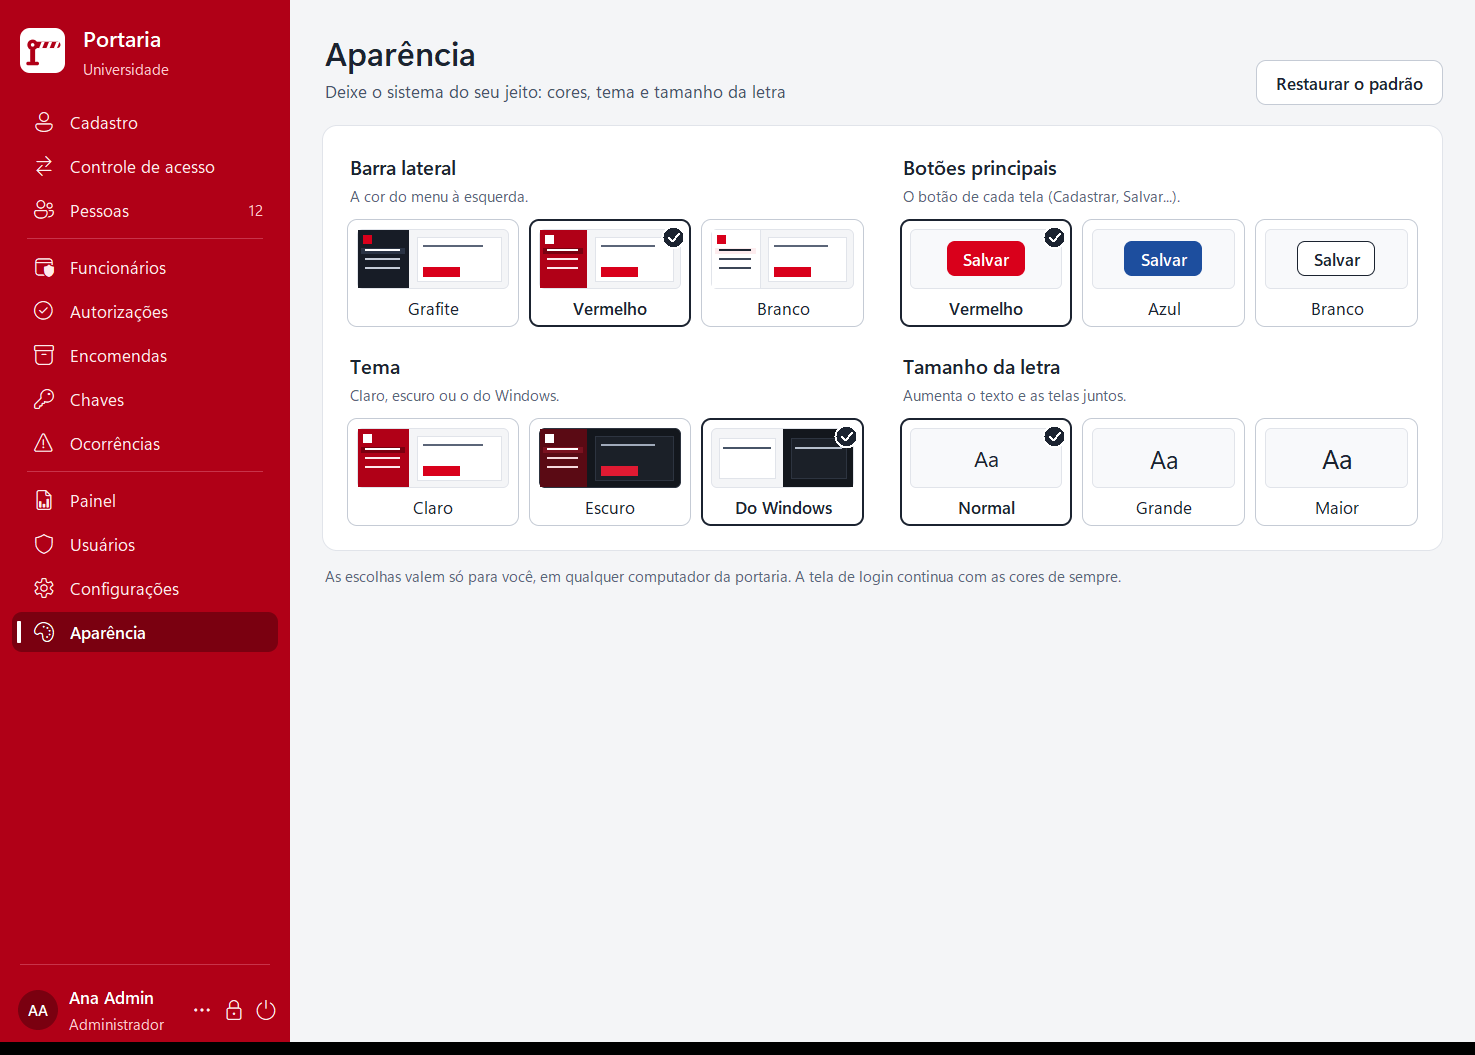 Portaria
Universidade
Cadastro
Controle de acesso
Pessoas 12
Funcionários
Autorizações
Encomendas
Chaves
Ocorrências
Painel
Usuários
Configurações
Aparência
AA
Ana Admin
Administrador
Aparência
Deixe o sistema do seu jeito: cores, tema e tamanho da letra
Restaurar o padrão
Barra lateral
A cor do menu à esquerda.
Grafite
Vermelho
Branco
Botões principais
O botão de cada tela (Cadastrar, Salvar...).
Salvar
Vermelho
Salvar
Azul
Salvar
Branco
Tema
Claro, escuro ou o do Windows.
Claro
Escuro
Do Windows
Tamanho da letra
Aumenta o texto e as telas juntos.
Aa
Normal
Aa
Grande
Aa
Maior
As escolhas valem só para você, em qualquer computador da portaria. A tela de login continua com as cores de sempre.